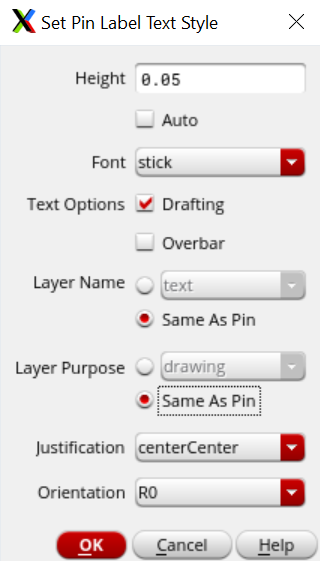 Set Pin Label Text Style
Height 0.05
Auto
Font stick
Text Options Drafting
Overbar
Layer Name text
Same As Pin
Layer Purpose drawing
Same As Pin
Justification centerCenter
Orientation R0
OK Cancel Help